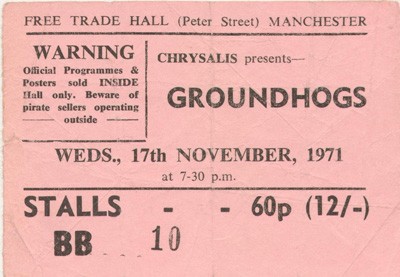 FREE TRADE HALL (Peter Street) MANCHESTER
WARNING
Official Programmes &
Posters sold INSIDE
Hall only. Beware of
pirate sellers operating
— outside —
CHRYSALIS presents—
GROUNDHOGS
WEDS., 17th NOVEMBER, 1971
at 7-30 p.m.
STALLS - - 60p (12/-)
BB 10